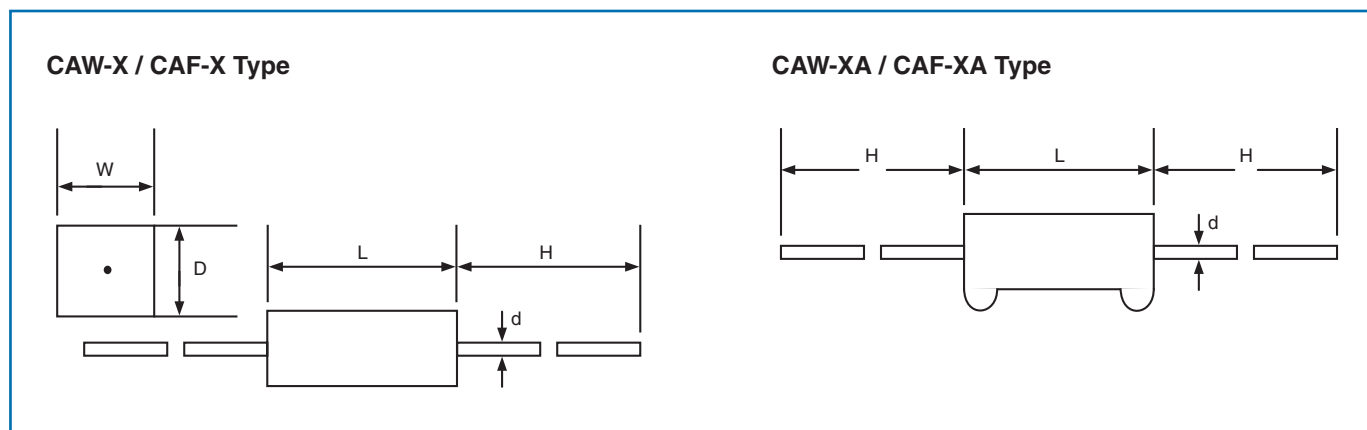 CAW-X / CAF-X Type
W
D
L
H
d
CAW-XA / CAF-XA Type
H
L
H
d